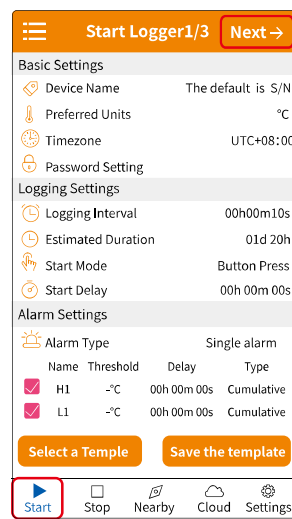 Start Logger1/3 Next→
Basic Settings
Device Name The default is S/N
Preferred Units °C
Timezone UTC+08:00
Password Setting
Logging Settings
Logging Interval 00h00m10s
Estimated Duration 01d 20h
Start Mode Button Press
Start Delay 00h 00m 00s
Alarm Settings
Alarm Type Single alarm
Name Threshold Delay Type
H1 -°C 00h 00m 00s Cumulative
L1 -°C 00h 00m 00s Cumulative
Select a Temple Save the template
Start Stop Nearby Cloud Settings